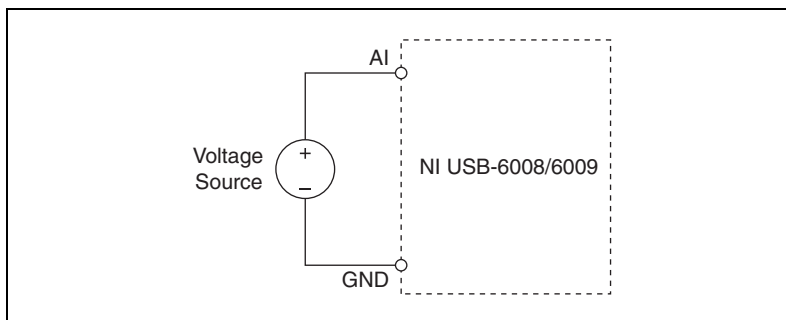 AI
+
Voltage
Source
–
NI USB-6008/6009
GND